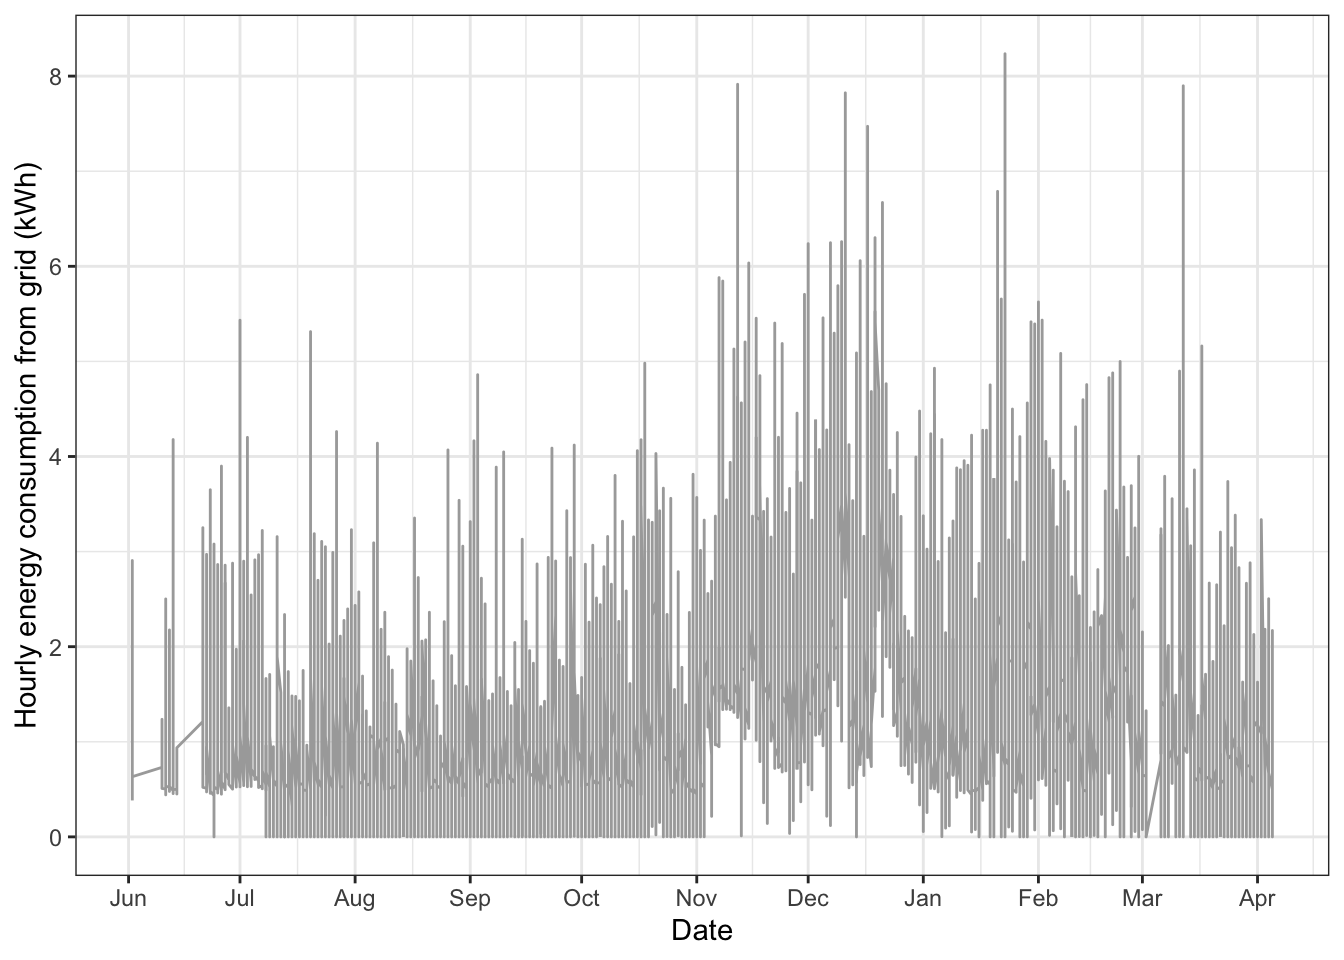 Hourly energy consumption from grid (kWh)
8
6
4
2
0
Jun Jul Aug Sep Oct Nov Dec Jan Feb Mar Apr
Date